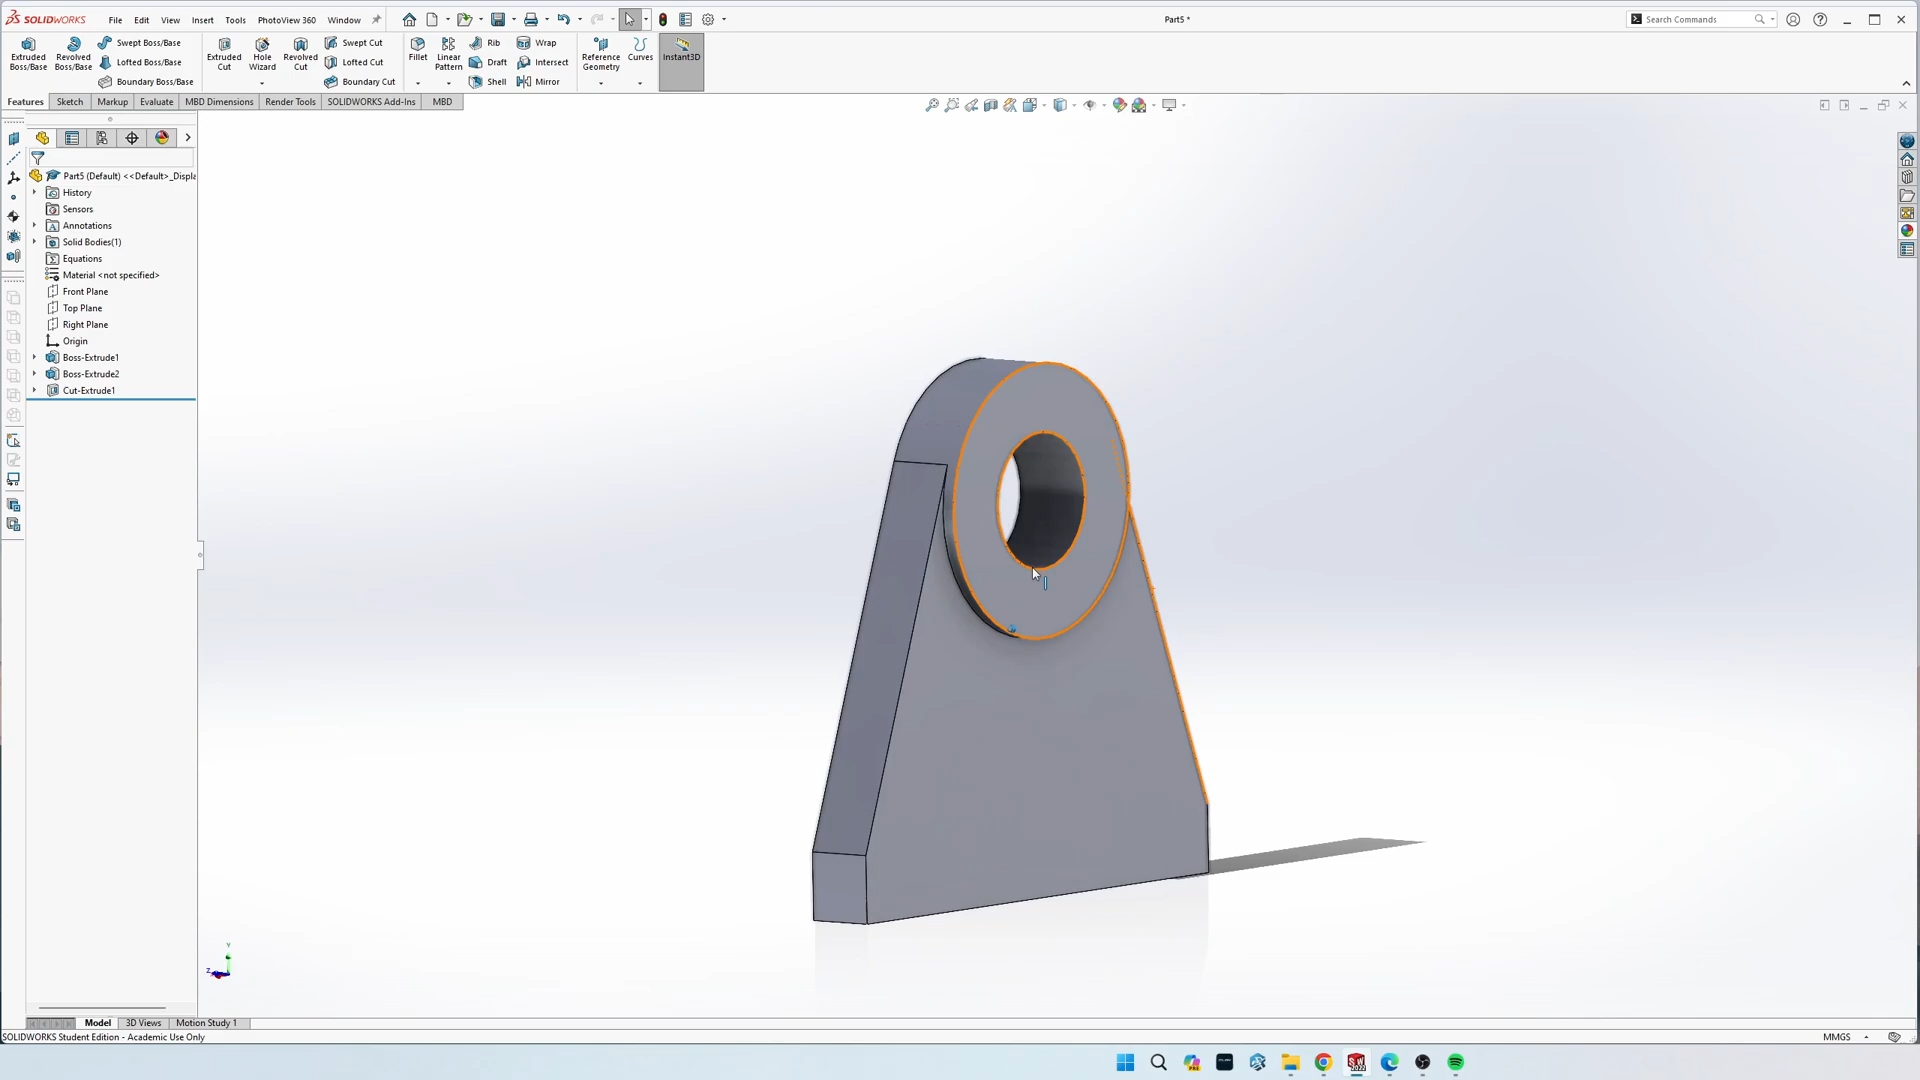 SOLIDWORKS File Edit View Insert Tools PhotoView 360 Window Part5 * Search Commands
Extruded Boss/Base
Revolved Boss/Base
Swept Boss/Base
Lofted Boss/Base
Boundary Boss/Base
Extruded Cut
Hole Wizard
Revolved Cut
Swept Cut
Lofted Cut
Boundary Cut
Fillet
Linear Pattern
Rib
Draft
Shell
Wrap
Intersect
Mirror
Reference Geometry
Curves
Instant3D
Features Sketch Markup Evaluate MBD Dimensions Render Tools SOLIDWORKS Add-Ins MBD
Part5 (Default) <<Default>_Displa
History
Sensors
Annotations
Solid Bodies(1)
Equations
Material <not specified>
Front Plane
Top Plane
Right Plane
Origin
Boss-Extrude1
Boss-Extrude2
Cut-Extrude1
Y
Z
Model 3D Views Motion Study 1
SOLIDWORKS Student Edition - Academic Use Only MMGS